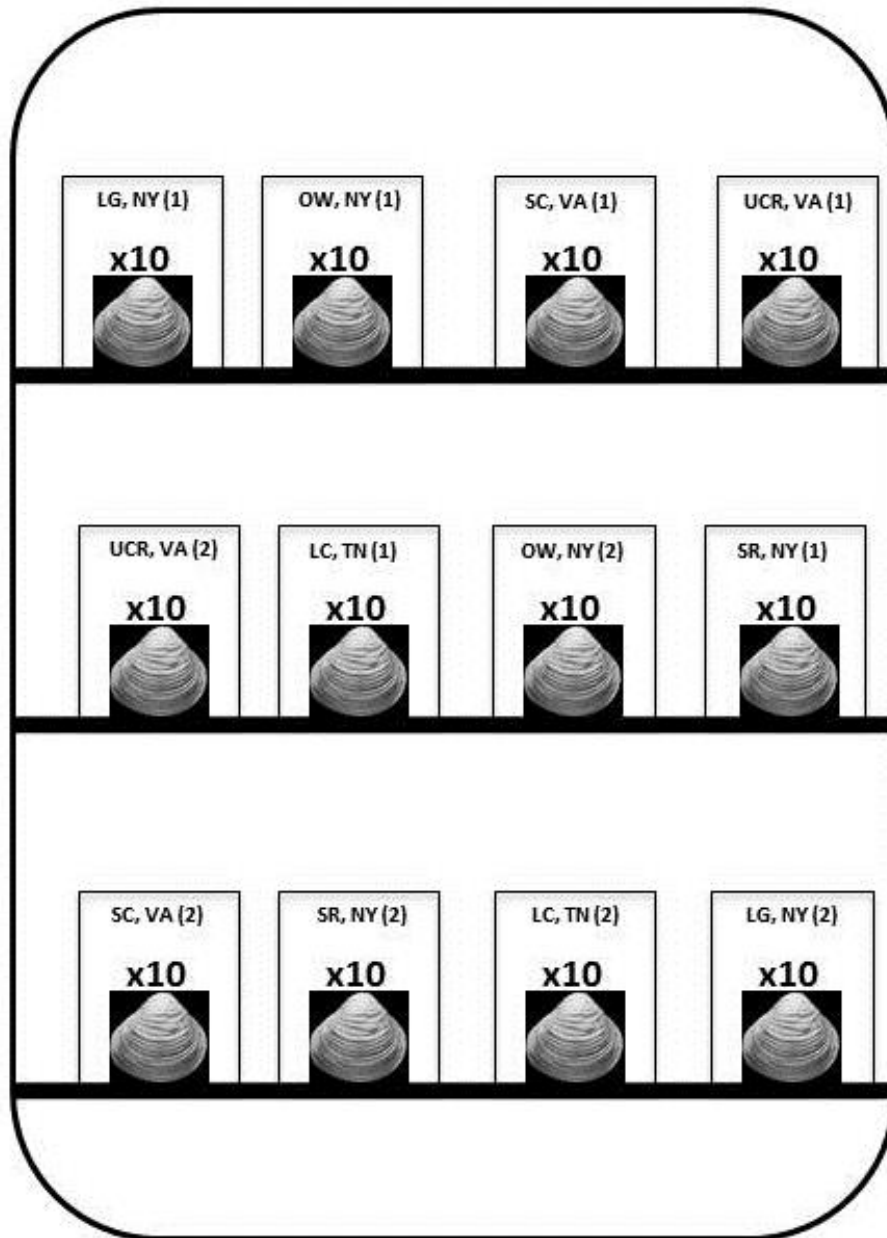 LG, NY (1)
OW, NY (1)
SC, VA (1)
UCR, VA (1)
x10
x10
x10
x10
UCR, VA (2)
LC, TN (1)
OW, NY (2)
SR, NY (1)
x10
x10
x10
x10
SC, VA (2)
SR, NY (2)
LC, TN (2)
LG, NY (2)
x10
x10
x10
x10